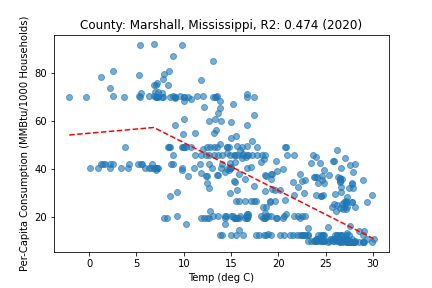 County: Marshall, Mississippi, R2: 0.474 (2020)
Per-Capita Consumption (MMBtu/1000 Households)
80
60
40
20
0 5 10 15 20 25 30
Temp (deg C)